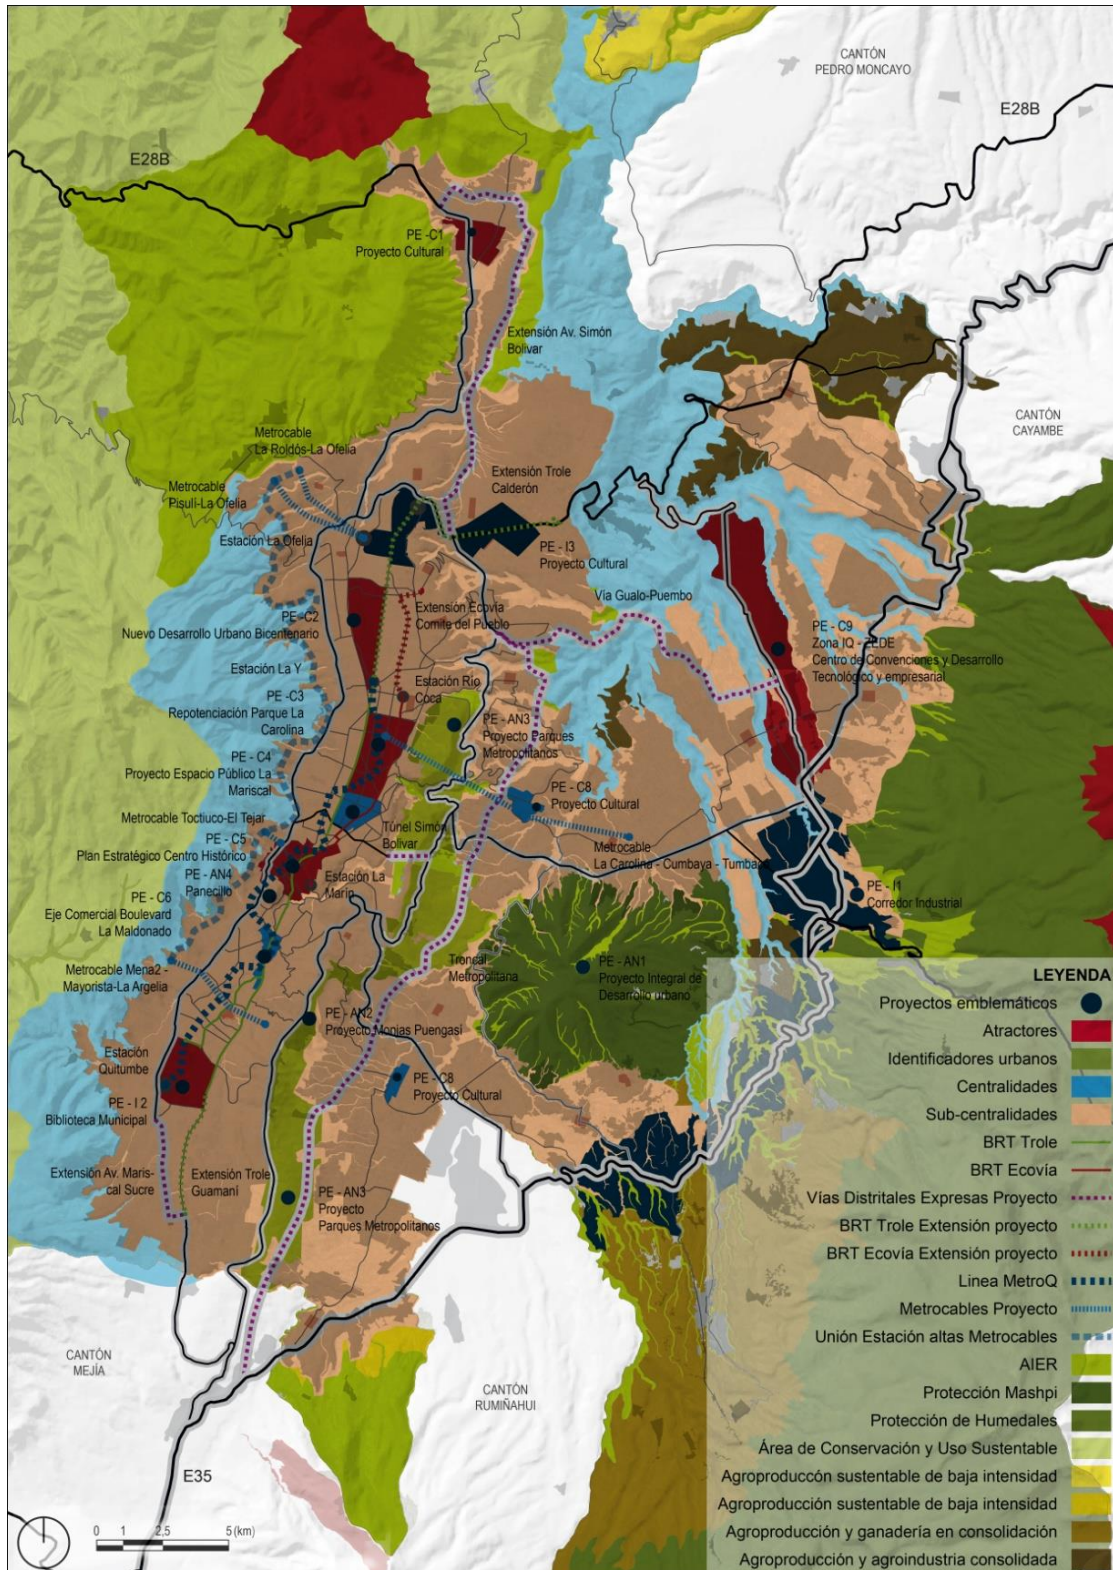 CANTÓN
PEDRO MONCAYO
E28B
E28B
PE -C1
Proyecto Cultural
Extensión Av. Simón
Bolivar
CANTÓN
CAYAMBE
Metrocable
La Roldós-La Ofelia
Metrocable
Pisulí-La Ofelia
Extensión Trole
Calderón
Estación La Ofelia
PE - I3
Proyecto Cultural
Vía Gualo-Puembo
Extensión Ecovía
Comite del Pueblo
PE -C2
Nuevo Desarrollo Urbano Bicentenario
PE - C9
Zona IQ - ZEDE
Centro de Convenciones y Desarrollo
Tecnológico y empresarial
Estación La Y
Estación Río
Coca
PE -C3
Repotenciación Parque La
Carolina
PE - AN3
Proyecto Parques
Metropolitanos
PE - C4
Proyecto Espacio Público La
Mariscal
PE - C8
Proyecto Cultural
Metrocable Toctiuco-El Tejar
Túnel Simón
Bolivar
PE - C5
Plan Estratégico Centro Histórico
Metrocable
La Carolina - Cumbaya - Tumbaco
PE - AN4
Panecillo
Estación La
Marín
PE - C6
Eje Comercial Boulevard
La Maldonado
PE - I1
Corredor Industrial
Troncal
Metropolitana
PE - AN1
Proyecto Integral de
Desarrollo urbano
Metrocable Mena2 -
Mayorista-La Argelia
PE - AN2
Proyecto Monjas Puengasí
Estación
Quitumbe
PE - C8
Proyecto Cultural
PE - I 2
Biblioteca Municipal
Extensión Av. Maris-
cal Sucre
Extensión Trole
Guamaní
PE - AN3
Proyecto
Parques Metropolitanos
CANTÓN
MEJÍA
CANTÓN
RUMIÑAHUI
E35
0 1 2,5 5 (km)
LEYENDA
Proyectos emblemáticos
Atractores
Identificadores urbanos
Centralidades
Sub-centralidades
BRT Trole
BRT Ecovía
Vías Distritales Expresas Proyecto
BRT Trole Extensión proyecto
BRT Ecovía Extensión proyecto
Linea MetroQ
Metrocables Proyecto
Unión Estación altas Metrocables
AIER
Protección Mashpi
Protección de Humedales
Área de Conservación y Uso Sustentable
Agroproduccón sustentable de baja intensidad
Agroproducción sustentable de baja intensidad
Agroproducción y ganadería en consolidación
Agroproducción y agroindustria consolidada